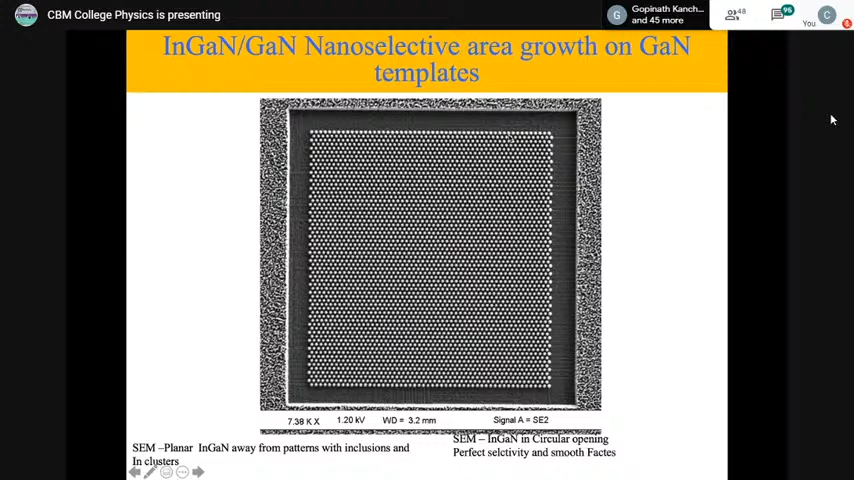 CBM College Physics is presenting
Gopinath Kanch...
and 45 more
48
96
C
You
G
InGaN/GaN Nanoselective area growth on GaN
templates
7.38 K X 1.20 kV WD = 3.2 mm Signal A = SE2
SEM –Planar InGaN away from patterns with inclusions and
In clusters
SEM – InGaN in Circular opening
Perfect selctivity and smooth Factes